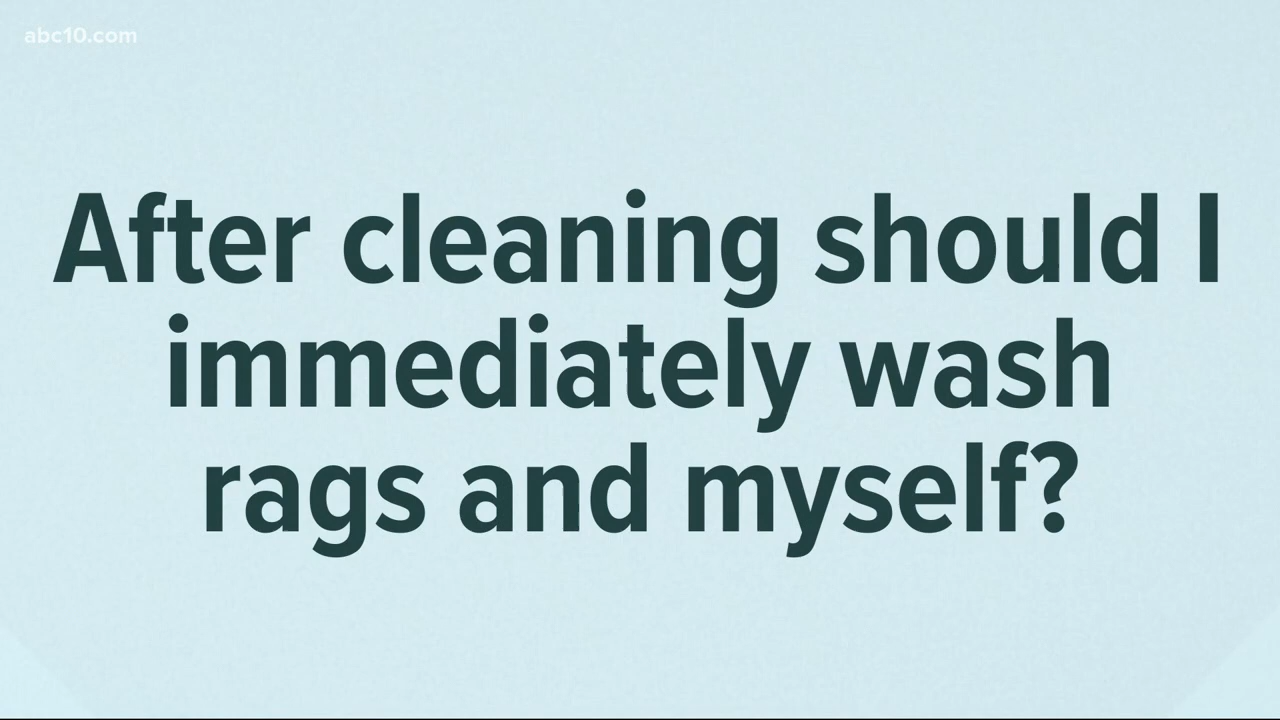 abc10.com
After cleaning should I
immediately wash
rags and myself?